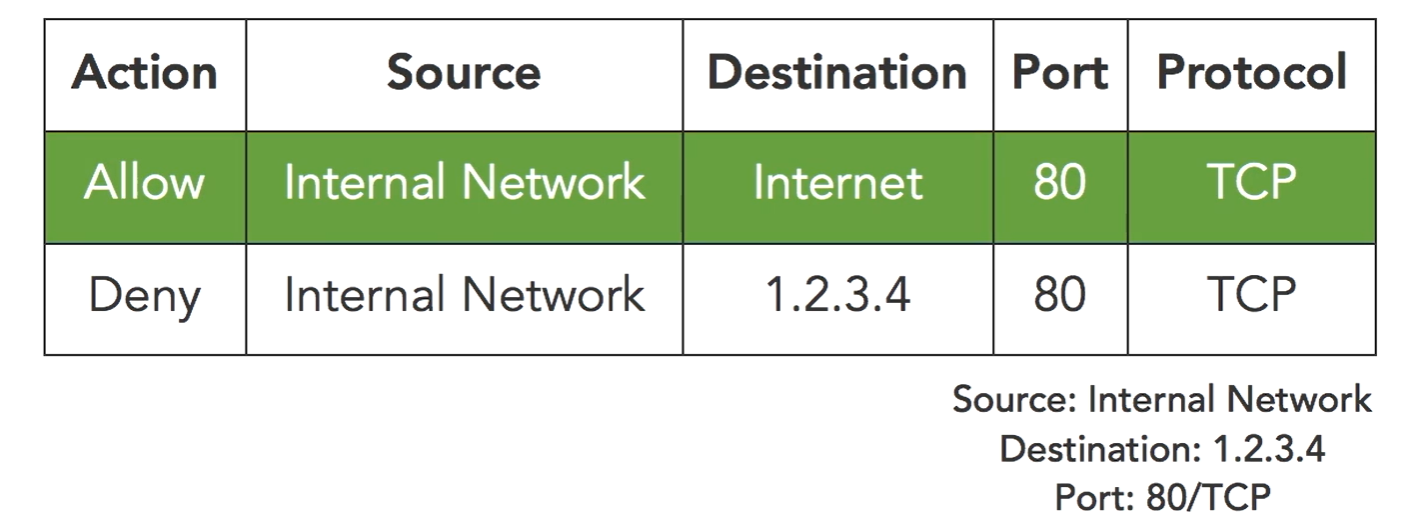 Action Source Destination Port Protocol
Allow Internal Network Internet 80 TCP
Deny Internal Network 1.2.3.4 80 TCP
Source: Internal Network
Destination: 1.2.3.4
Port: 80/TCP